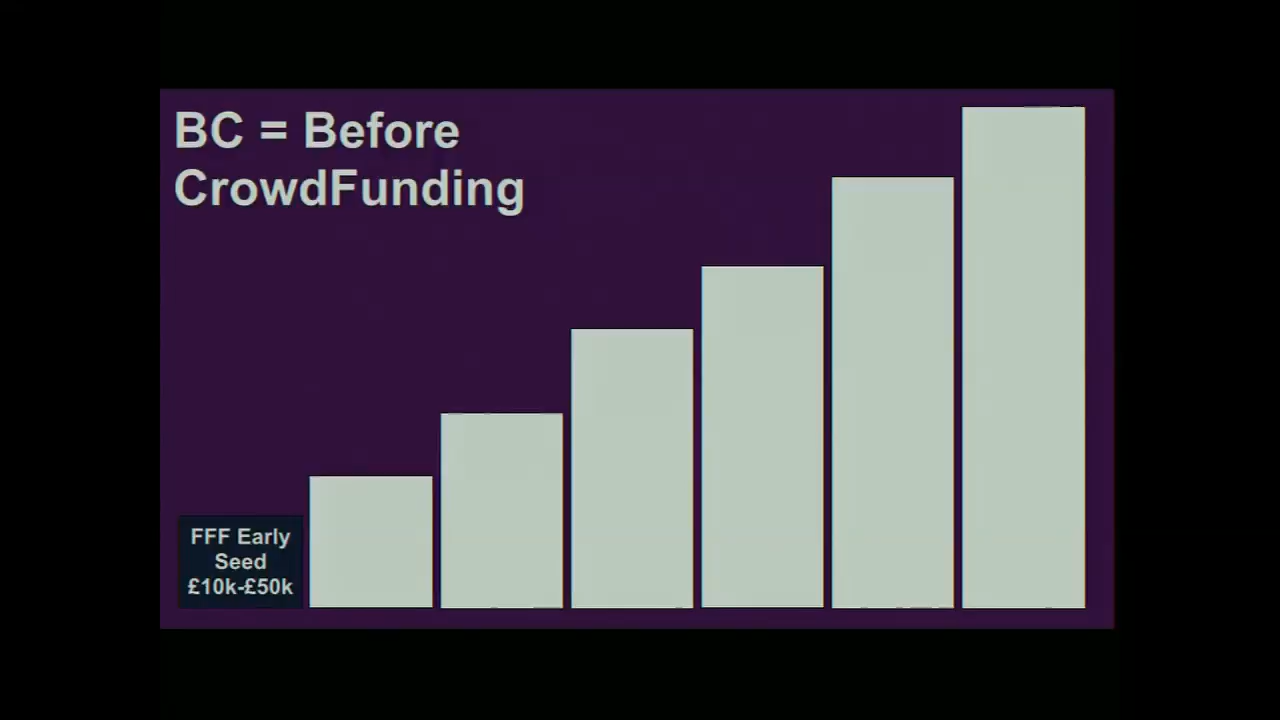 BC = Before
CrowdFunding
FFF Early
Seed
£10k-£50k